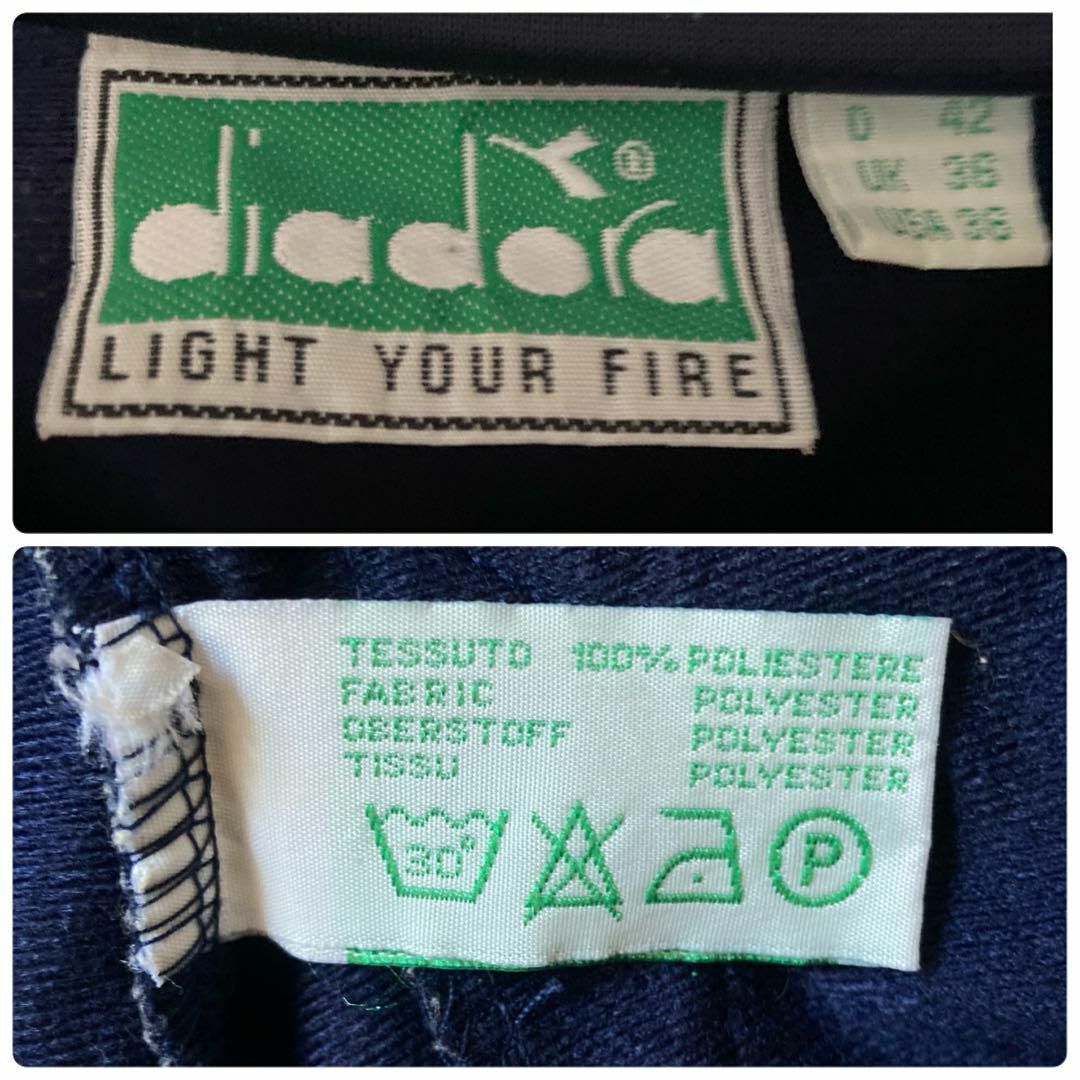 diadora ®
LIGHT YOUR FIRE
D 42
UK 36
USA 36
TESSUTO 100% POLIESTERE
FABRIC POLYESTER
OBERSTOFF POLYESTER
TISSU POLYESTER
30°
P